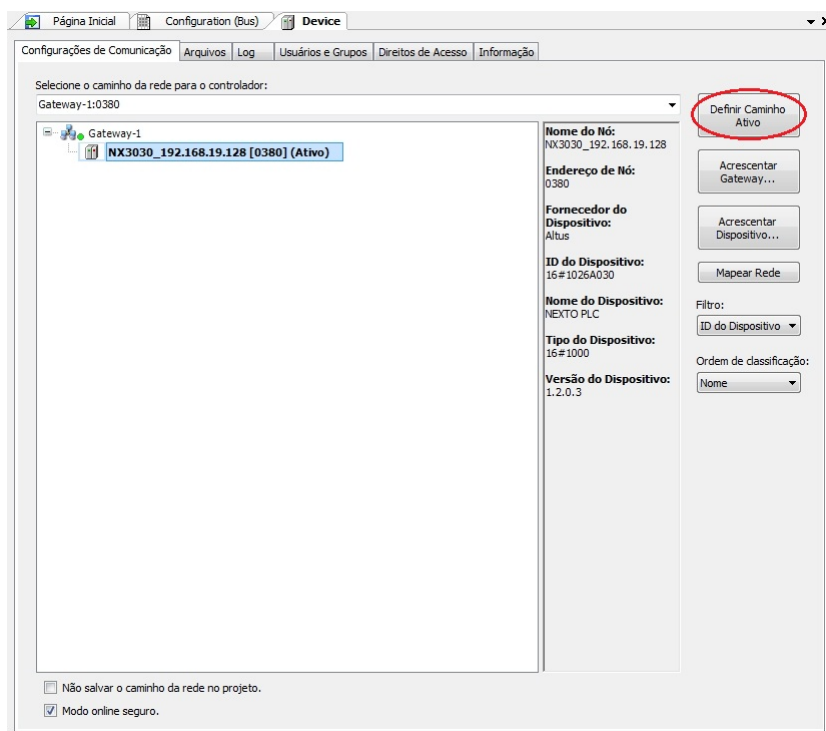 Página Inicial
Configuration (Bus)
Device
Configurações de Comunicação
Arquivos
Log
Usuários e Grupos
Direitos de Acesso
Informação
Selecione o caminho da rede para o controlador:
Gateway-1:0380
Gateway-1
NX3030_192.168.19.128 [0380] (Ativo)
Nome do Nó:
NX3030_192.168.19.128
Endereço de Nó:
0380
Fornecedor do
Dispositivo:
Altus
ID do Dispositivo:
16#1026A030
Nome do Dispositivo:
NEXTO PLC
Tipo do Dispositivo:
16#1000
Versão do Dispositivo:
1.2.0.3
Definir Caminho
Ativo
Acrescentar
Gateway...
Acrescentar
Dispositivo...
Mapear Rede
Filtro:
ID do Dispositivo
Ordem de classificação:
Nome
Não salvar o caminho da rede no projeto.
Modo online seguro.